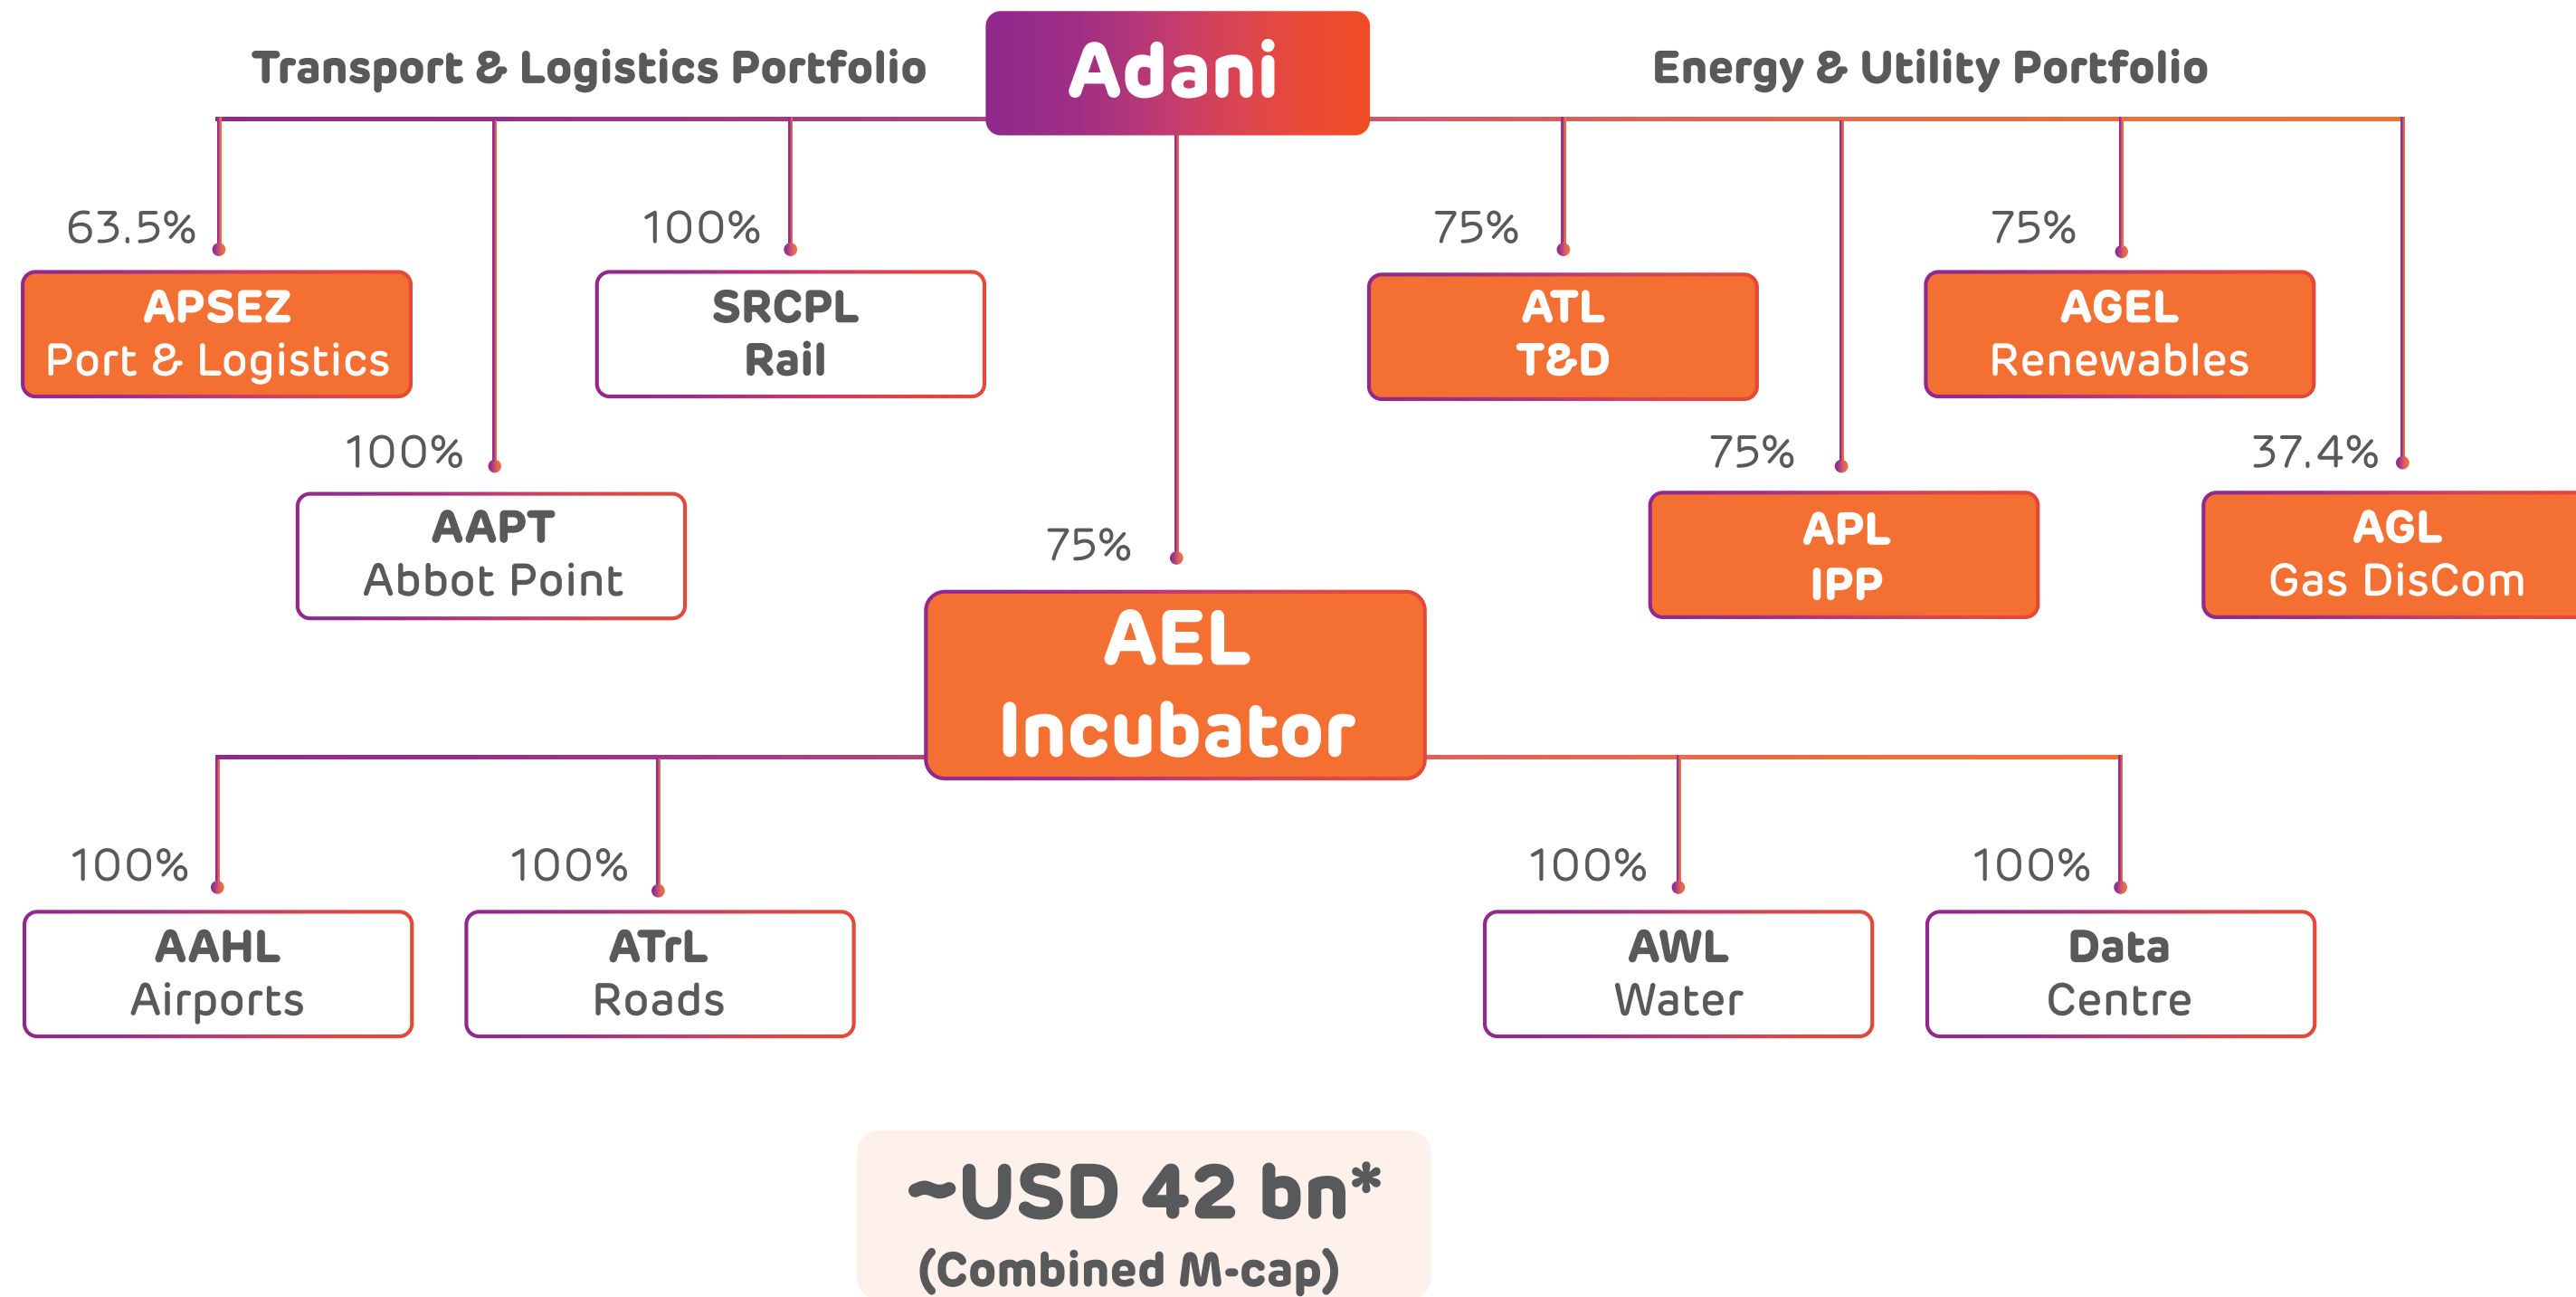 Adani
Transport & Logistics Portfolio
Energy & Utility Portfolio
63.5%
APSEZ
Port & Logistics
100%
AAPT
Abbot Point
100%
SRCPL
Rail
75%
AEL
Incubator
75%
ATL
T&D
75%
APL
IPP
75%
AGEL
Renewables
37.4%
AGL
Gas DisCom
100%
AAHL
Airports
100%
ATrL
Roads
100%
AWL
Water
100%
Data
Centre
~USD 42 bn*
(Combined M-cap)